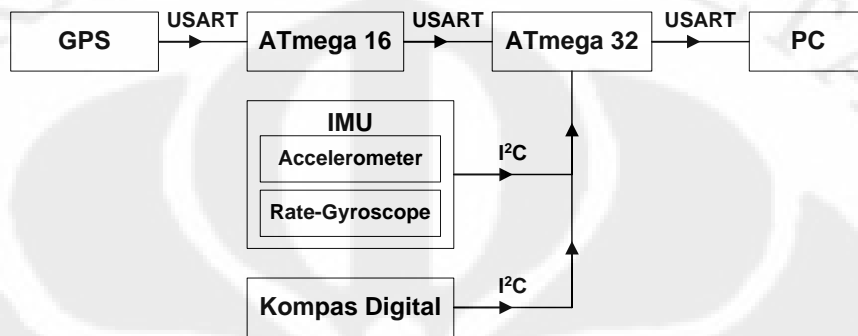 USART USART USART
GPS ATmega 16 ATmega 32 PC
IMU
Accelerometer
I²C
Rate-Gyroscope
I²C
Kompas Digital